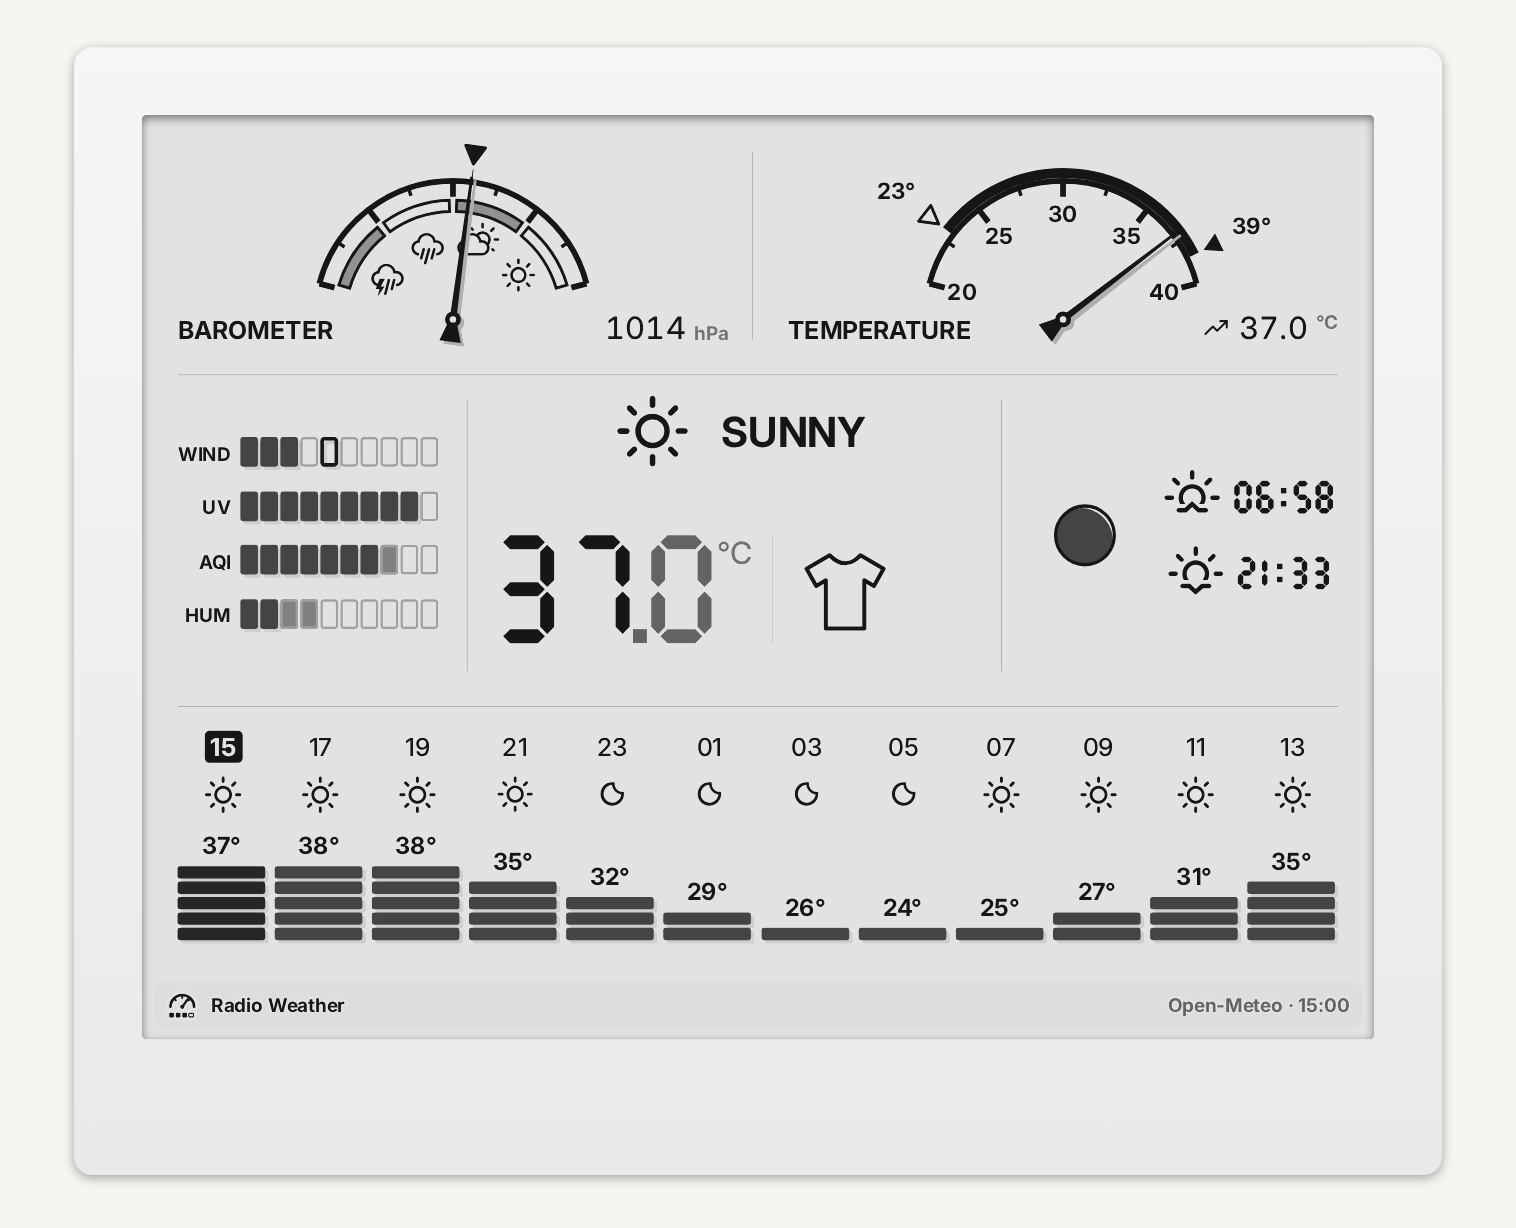 23° 30 39°
25 35
20 40
BAROMETER 1014 hPa TEMPERATURE 37.0 °C
SUNNY
WIND
UV 06:58
AQI 37.0 °C 21:33
HUM
15 17 19 21 23 01 03 05 07 09 11 13
37° 38° 38° 35° 32° 29° 26° 24° 25° 27° 31° 35°
Radio Weather Open-Meteo · 15:00